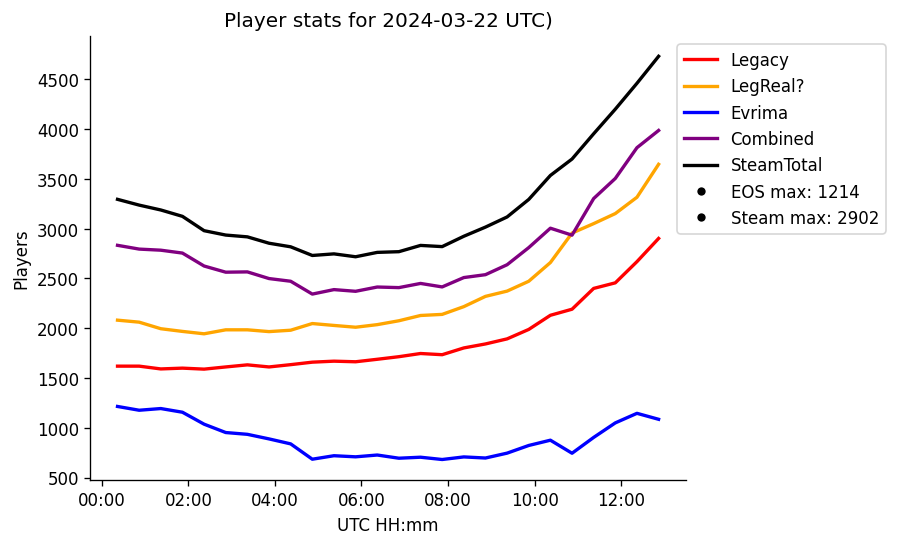 Player stats for 2024-03-22 UTC)
Legacy
LegReal?
Evrima
Combined
SteamTotal
EOS max: 1214
Steam max: 2902
Players
4500
4000
3500
3000
2500
2000
1500
1000
500
00:00 02:00 04:00 06:00 08:00 10:00 12:00
UTC HH:mm